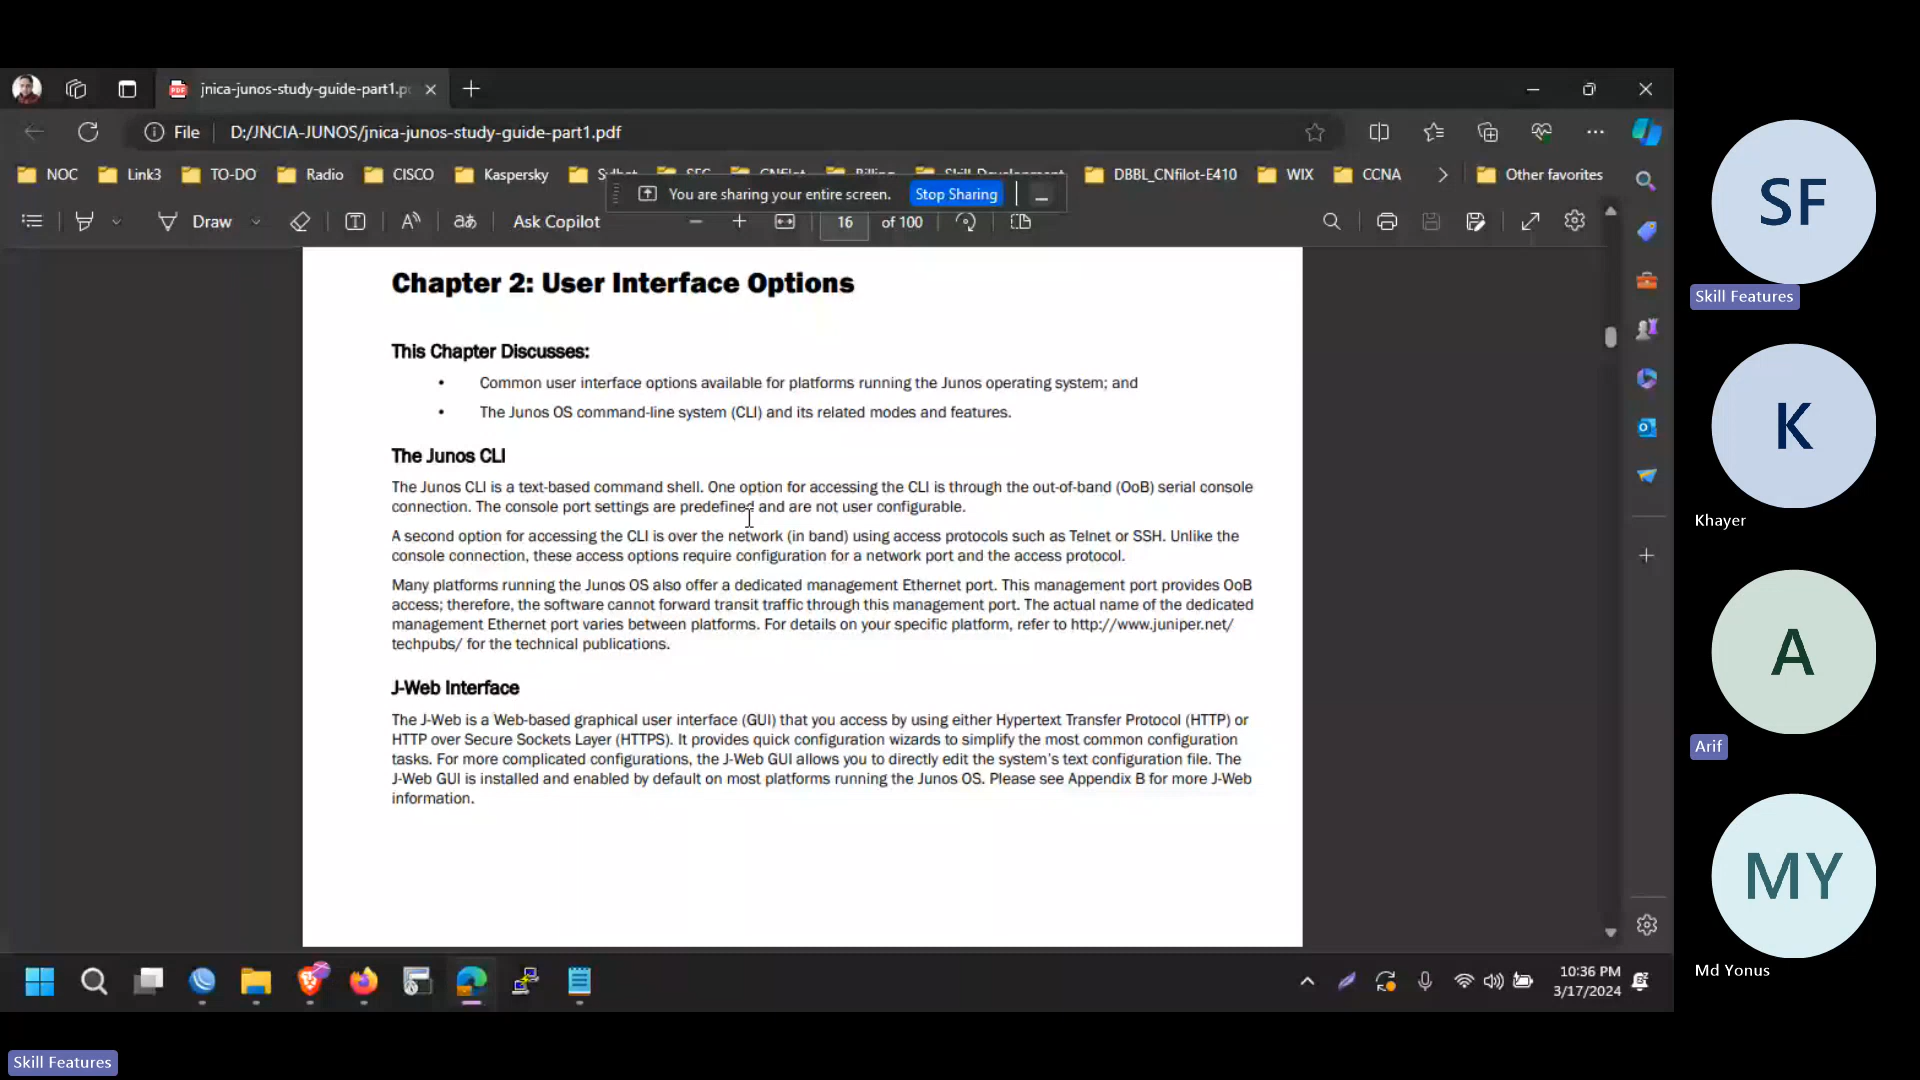 jnica-junos-study-guide-part1.p
File
D:/JNCIA-JUNOS/jnica-junos-study-guide-part1.pdf
NOC Link3 TO-DO Radio CISCO Kaspersky DBBL_CNfilot-E410 WIX CCNA Other favorites
You are sharing your entire screen. Stop Sharing
Draw Ask Copilot 16 of 100
Chapter 2: User Interface Options
This Chapter Discusses:
• Common user interface options available for platforms running the Junos operating system; and
• The Junos OS command-line system (CLI) and its related modes and features.
The Junos CLI
The Junos CLI is a text-based command shell. One option for accessing the CLI is through the out-of-band (OoB) serial console
connection. The console port settings are predefined and are not user configurable.
A second option for accessing the CLI is over the network (in band) using access protocols such as Telnet or SSH. Unlike the
console connection, these access options require configuration for a network port and the access protocol.
Many platforms running the Junos OS also offer a dedicated management Ethernet port. This management port provides OoB
access; therefore, the software cannot forward transit traffic through this management port. The actual name of the dedicated
management Ethernet port varies between platforms. For details on your specific platform, refer to http://www.juniper.net/
techpubs/ for the technical publications.
J-Web Interface
The J-Web is a Web-based graphical user interface (GUI) that you access by using either Hypertext Transfer Protocol (HTTP) or
HTTP over Secure Sockets Layer (HTTPS). It provides quick configuration wizards to simplify the most common configuration
tasks. For more complicated configurations, the J-Web GUI allows you to directly edit the system's text configuration file. The
J-Web GUI is installed and enabled by default on most platforms running the Junos OS. Please see Appendix B for more J-Web
information.
10:36 PM
3/17/2024
SF
Skill Features
K
Khayer
A
Arif
MY
Md Yonus
Skill Features